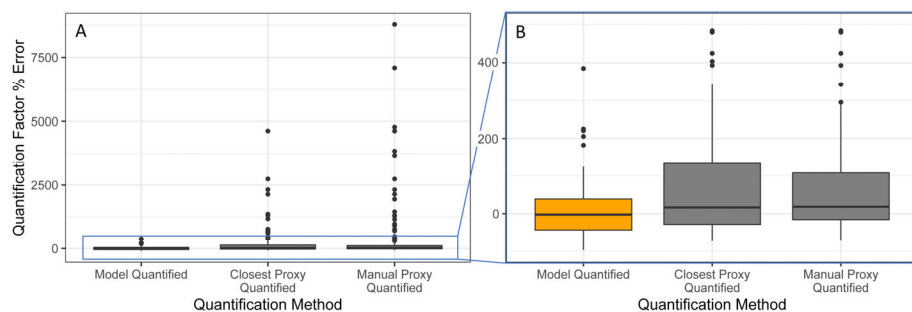 A
Quantification Factor % Error
7500
5000
2500
0
Model Quantified
Closest Proxy
Quantified
Manual Proxy
Quantified
Quantification Method
B
400
200
0
Model Quantified
Closest Proxy
Quantified
Manual Proxy
Quantified
Quantification Method